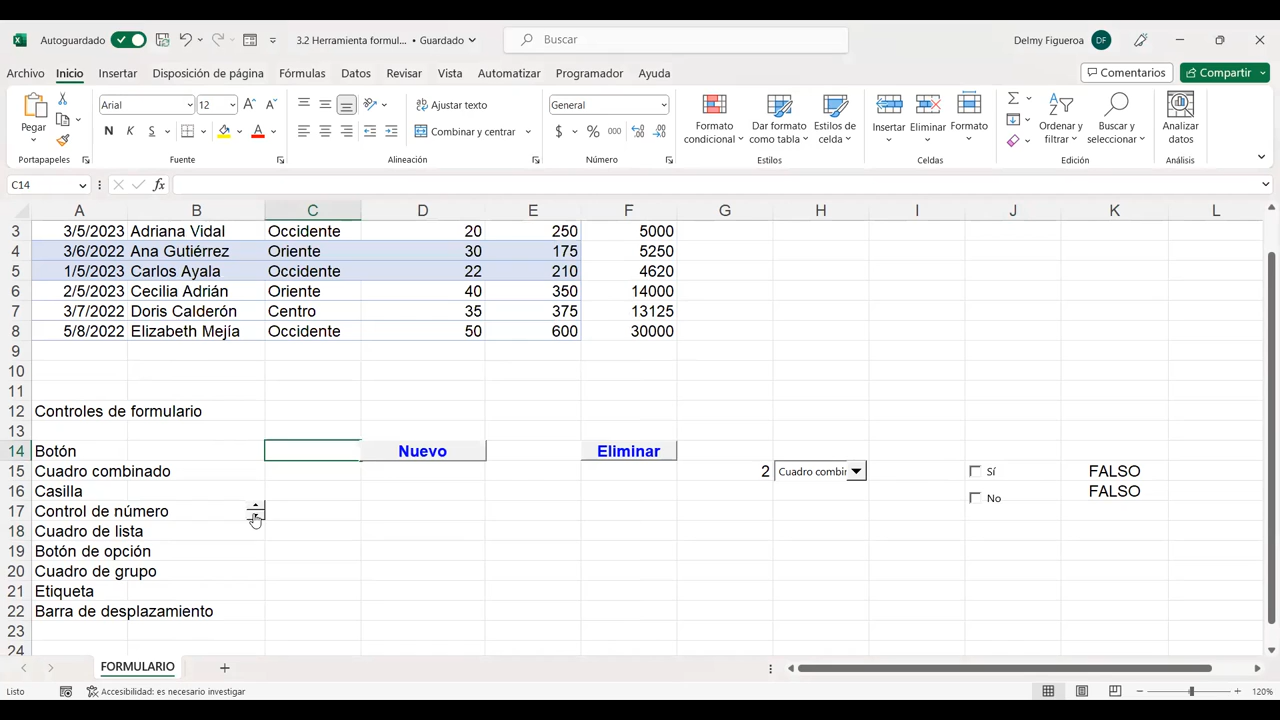 Autoguardado 3.2 Herramienta formul... • Guardado Buscar Delmy Figueroa DF
Archivo Inicio Insertar Disposición de página Fórmulas Datos Revisar Vista Automatizar Programador Ayuda Comentarios Compartir
Pegar
Portapapeles
Arial 12
N K S
Fuente
Ajustar texto
Combinar y centrar
Alineación
General
$ % 000
Número
Formato condicional
Dar formato como tabla
Estilos de celda
Estilos
Insertar Eliminar Formato
Celdas
Ordenar y filtrar
Buscar y seleccionar
Edición
Analizar datos
Análisis
C14 fx
A B C D E F G H I J K L
3 3/5/2023 Adriana Vidal Occidente 20 250 5000
4 3/6/2022 Ana Gutiérrez Oriente 30 175 5250
5 1/5/2023 Carlos Ayala Occidente 22 210 4620
6 2/5/2023 Cecilia Adrián Oriente 40 350 14000
7 3/7/2022 Doris Calderón Centro 35 375 13125
8 5/8/2022 Elizabeth Mejía Occidente 50 600 30000
9
10
11
12 Controles de formulario
13
14 Botón Nuevo Eliminar
15 Cuadro combinado 2 Cuadro combir Sí FALSO
16 Casilla No FALSO
17 Control de número
18 Cuadro de lista
19 Botón de opción
20 Cuadro de grupo
21 Etiqueta
22 Barra de desplazamiento
23
24
FORMULARIO
Listo Accesibilidad: es necesario investigar 120%